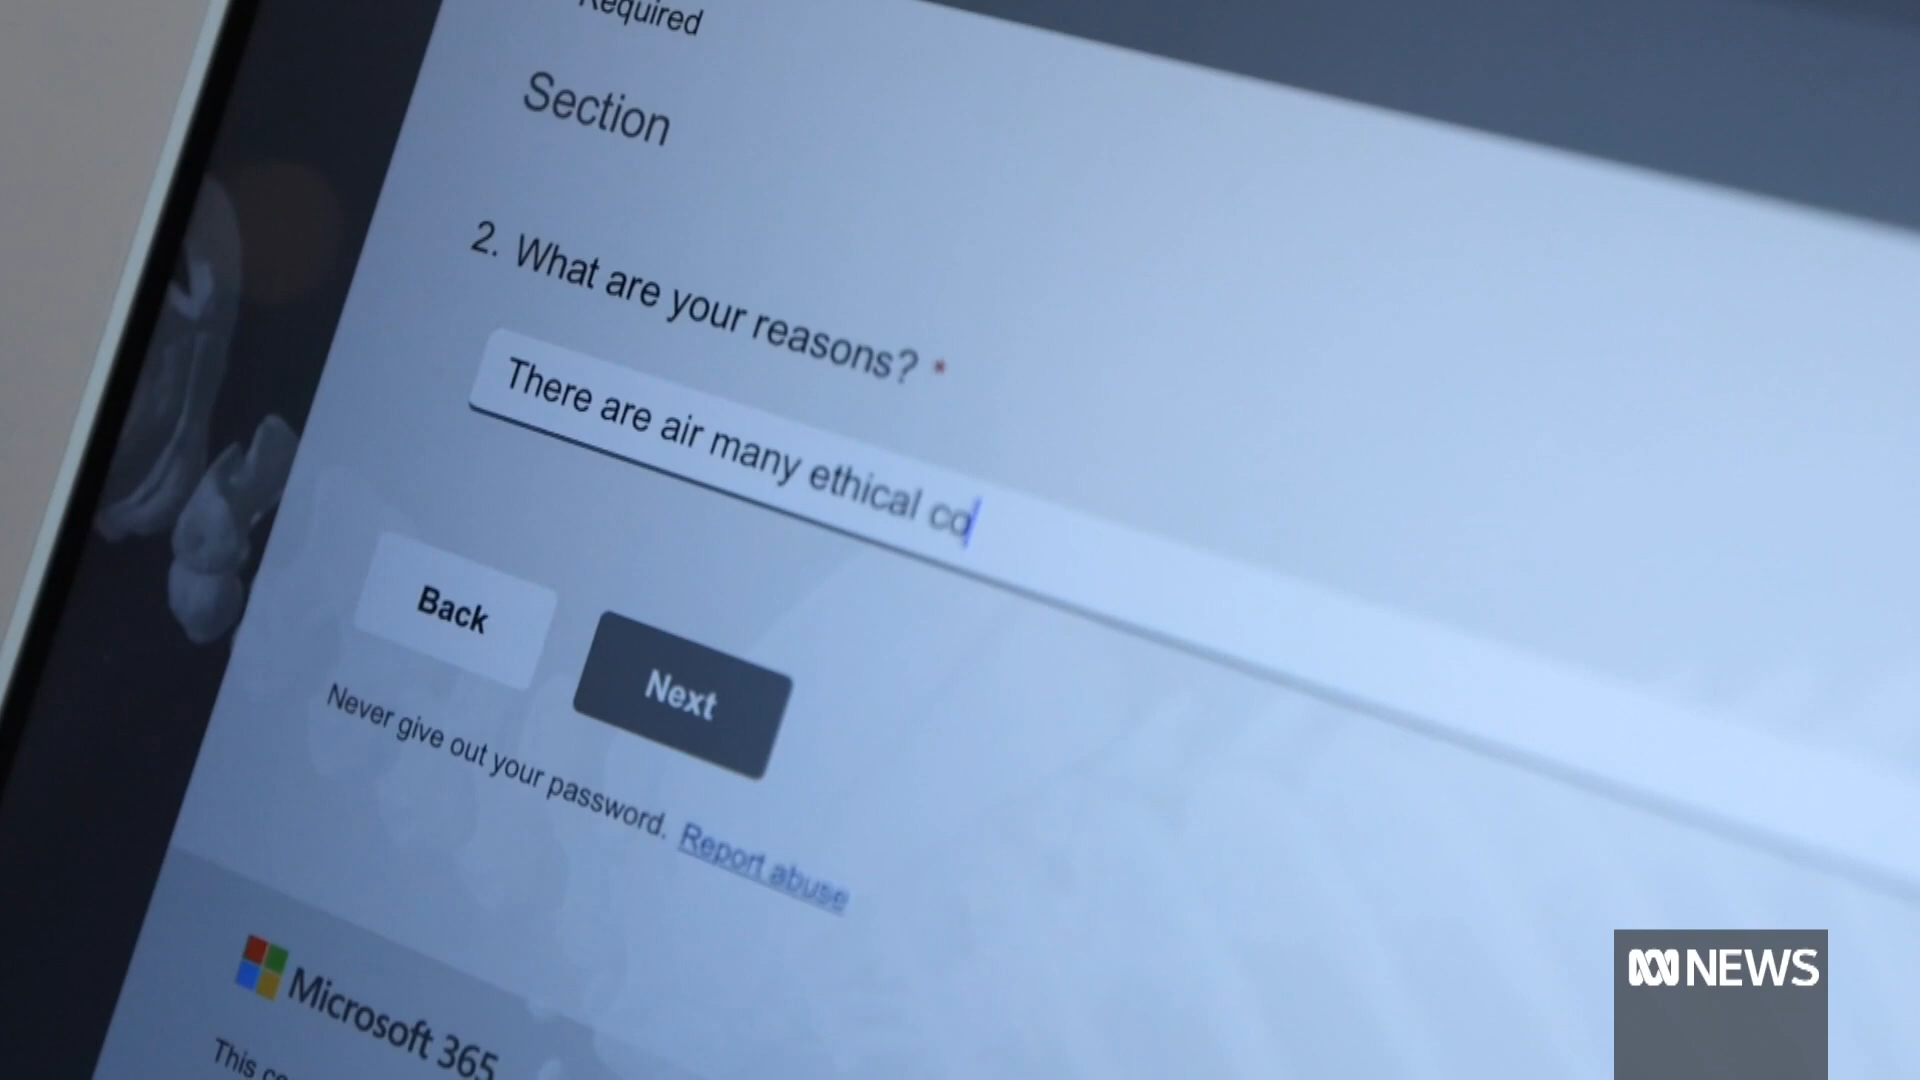 Required
Section
2. What are your reasons? *
There are air many ethical co
Back
Next
Never give out your password. Report abuse
Microsoft 365
This
NEWS